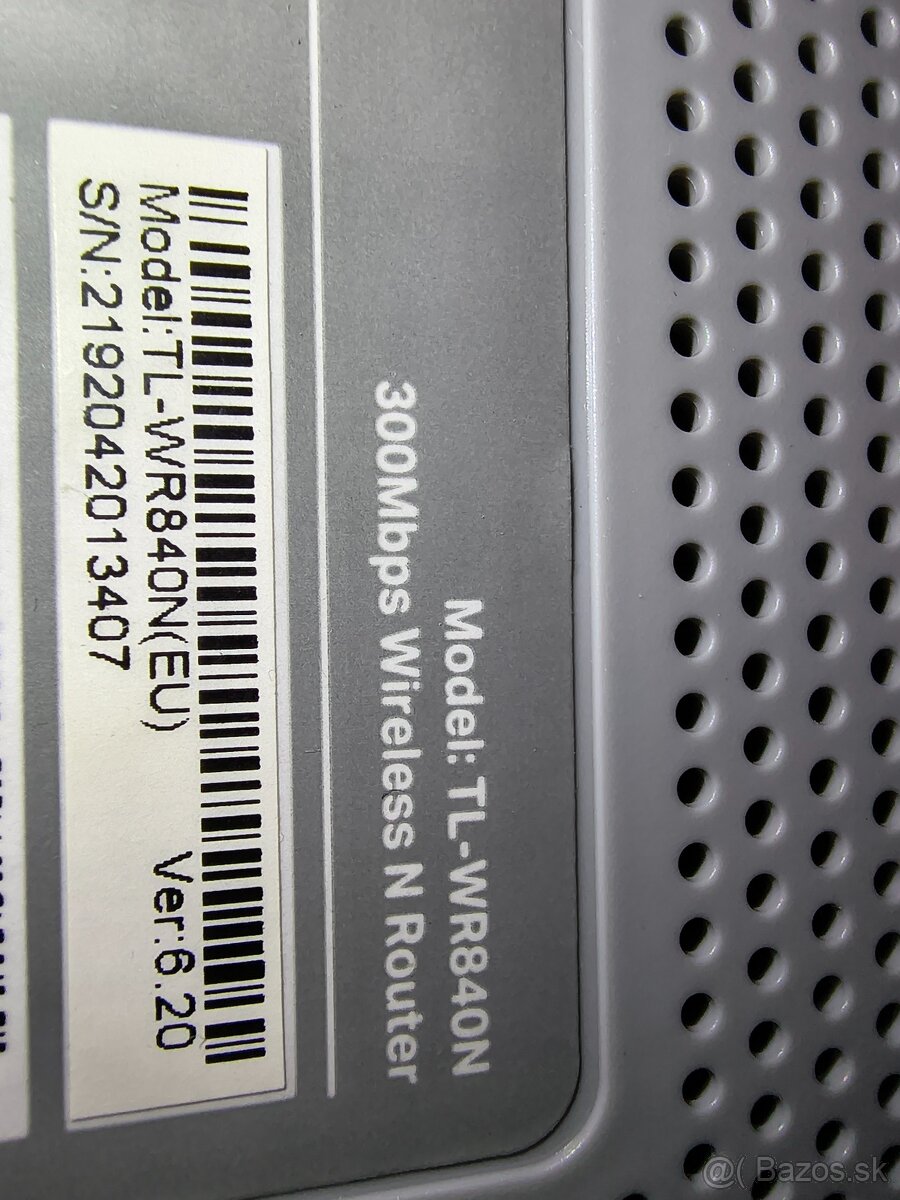 Model: TL-WR840N
300Mbps Wireless N Router
Model:TL-WR840N(EU) Ver:6.20
S/N:2192042013407
@( Bazos.sk